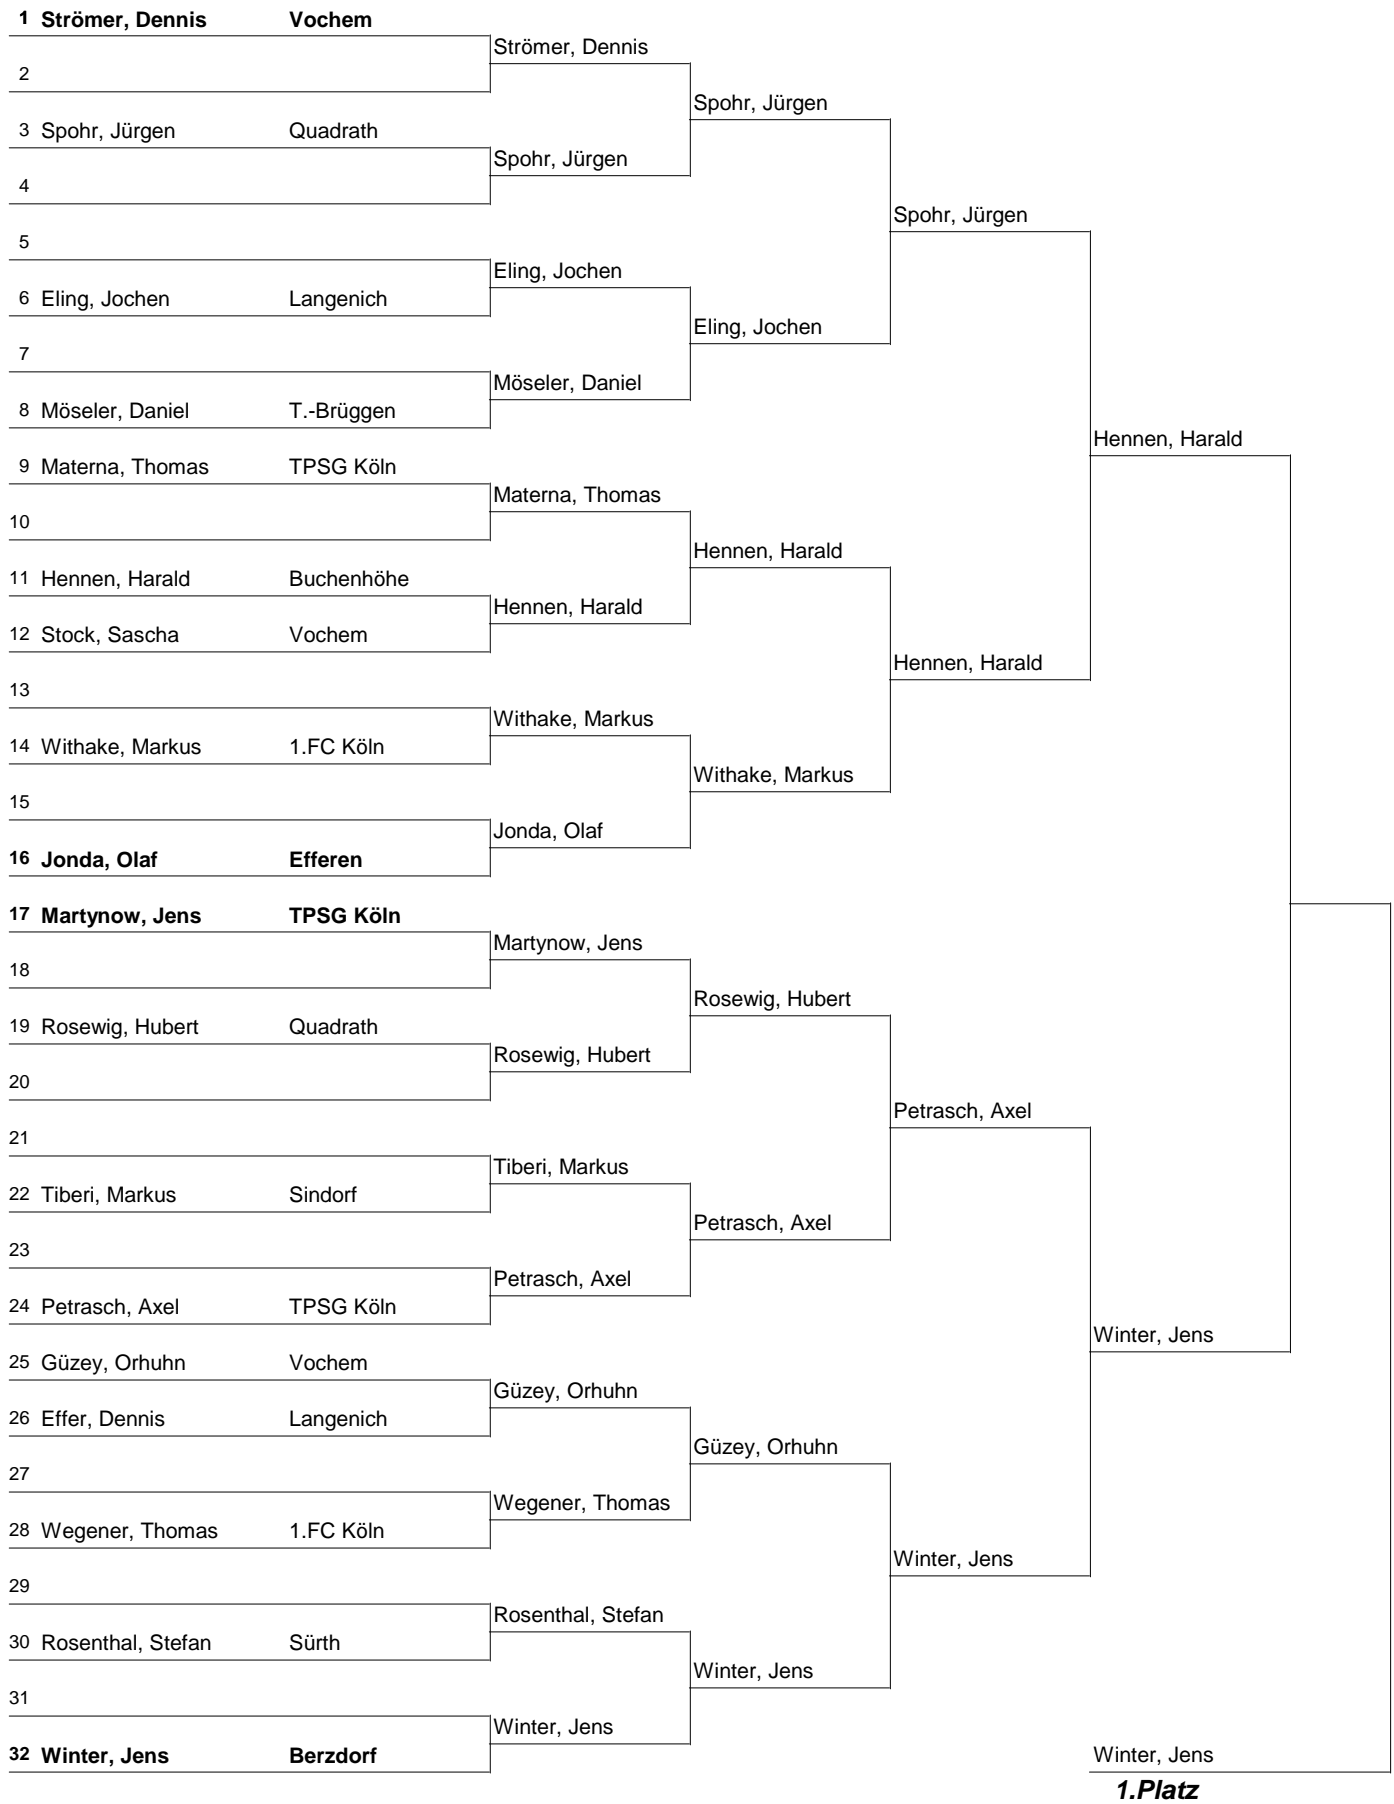 1 Strömer, Dennis Vochem
Strömer, Dennis
2
Spohr, Jürgen
3 Spohr, Jürgen Quadrath
Spohr, Jürgen
4
Spohr, Jürgen
5
Eling, Jochen
6 Eling, Jochen Langenich
Eling, Jochen
7
Möseler, Daniel
8 Möseler, Daniel T.-Brüggen
Hennen, Harald
9 Materna, Thomas TPSG Köln
Materna, Thomas
10
Hennen, Harald
11 Hennen, Harald Buchenhöhe
Hennen, Harald
12 Stock, Sascha Vochem
Hennen, Harald
13
Withake, Markus
14 Withake, Markus 1.FC Köln
Withake, Markus
15
Jonda, Olaf
16 Jonda, Olaf Efferen
17 Martynow, Jens TPSG Köln
Martynow, Jens
18
Rosewig, Hubert
19 Rosewig, Hubert Quadrath
Rosewig, Hubert
20
Petrasch, Axel
21
Tiberi, Markus
22 Tiberi, Markus Sindorf
Petrasch, Axel
23
Petrasch, Axel
24 Petrasch, Axel TPSG Köln
Winter, Jens
25 Güzey, Orhuhn Vochem
Güzey, Orhuhn
26 Effer, Dennis Langenich
Güzey, Orhuhn
27
Wegener, Thomas
28 Wegener, Thomas 1.FC Köln
Winter, Jens
29
Rosenthal, Stefan
30 Rosenthal, Stefan Sürth
Winter, Jens
31
Winter, Jens
32 Winter, Jens Berzdorf
Winter, Jens
1.Platz